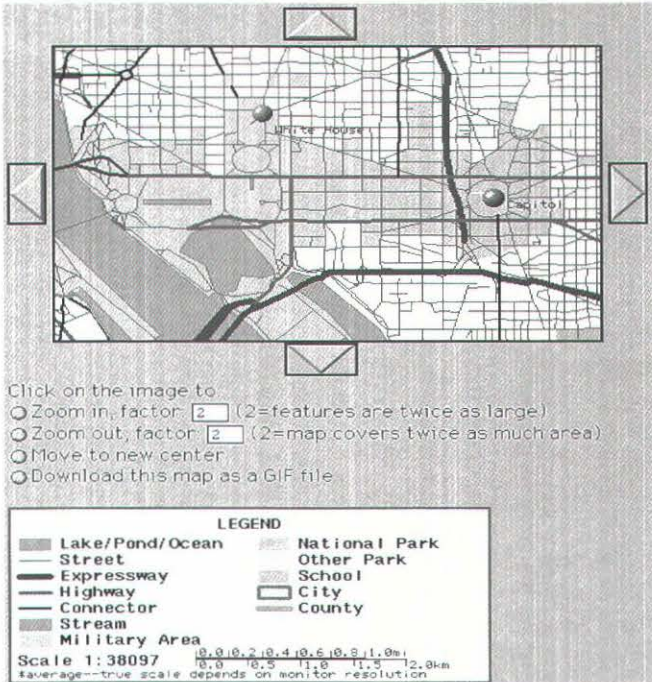 White House
Capitol
Click on the image to
Zoom in, factor 2 (2=features are twice as large)
Zoom out, factor 2 (2=map covers twice as much area)
Move to new center
Download this map as a GIF file
LEGEND
Lake/Pond/Ocean National Park
Street Other Park
Expressway School
Highway City
Connector County
Stream
Military Area
Scale 1:38097 0.0 0.2 0.4 0.6 0.8 1.0mi
0.0 0.5 1.0 1.5 2.0km
*average--true scale depends on monitor resolution